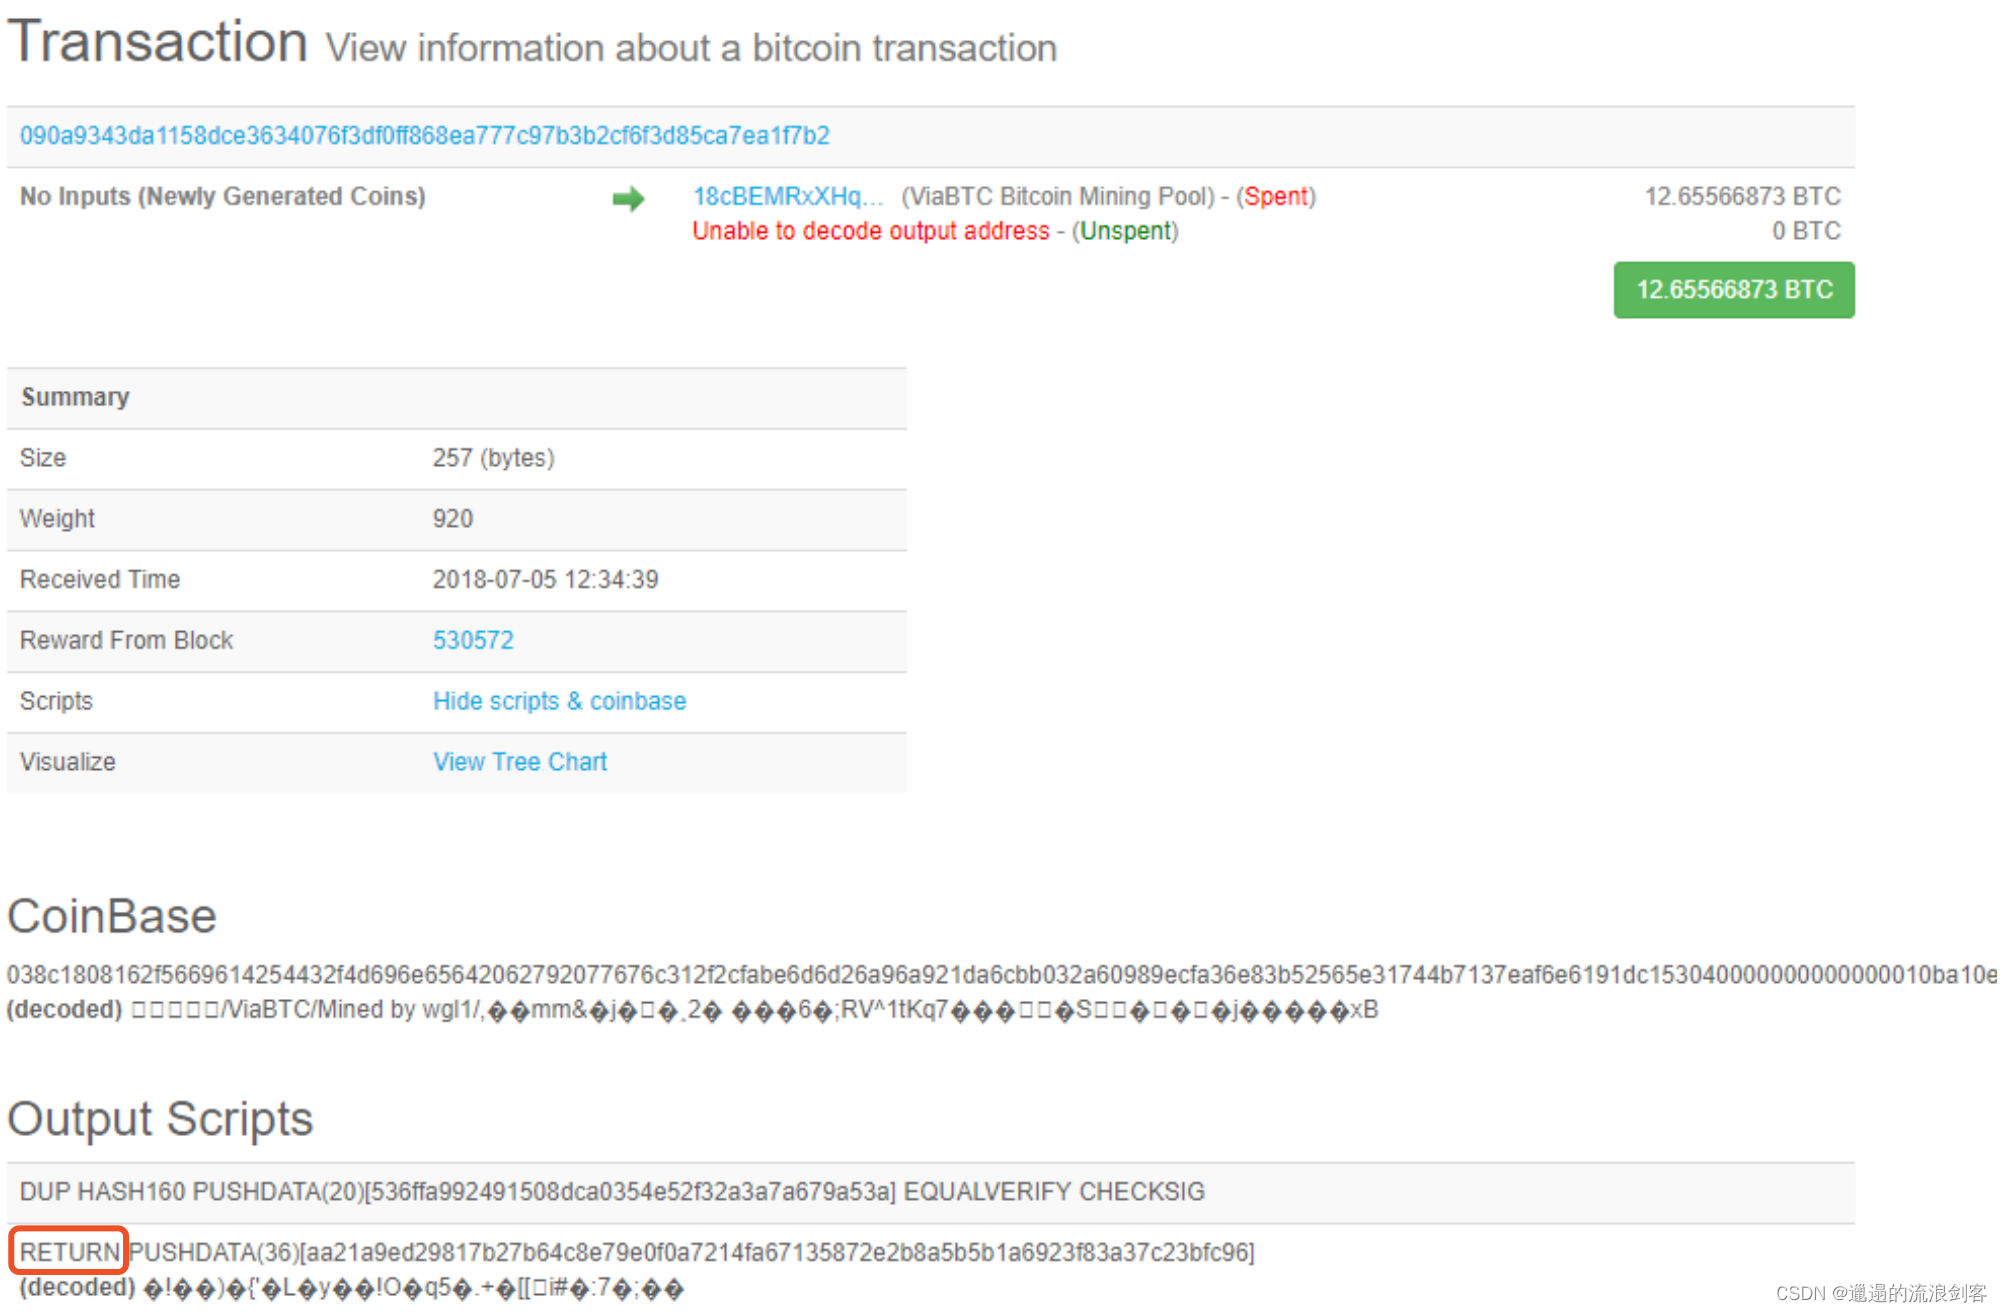 Transaction View information about a bitcoin transaction
090a9343da1158dce3634076f3df0ff868ea777c97b3b2cf6f3d85ca7ea1f7b2
No Inputs (Newly Generated Coins) 18cBEMRxXHq... (ViaBTC Bitcoin Mining Pool) - (Spent) 12.65566873 BTC
Unable to decode output address - (Unspent) 0 BTC
12.65566873 BTC
Summary
Size 257 (bytes)
Weight 920
Received Time 2018-07-05 12:34:39
Reward From Block 530572
Scripts Hide scripts & coinbase
Visualize View Tree Chart
CoinBase
038c1808162f5669614254432f4d696e65642062792077676c312f2cfabe6d6d26a96a921da6cbb032a60989ecfa36e83b52565e31744b7137eaf6e6191dc153040000000000000010ba10e
(decoded) □□□□□/ViaBTC/Mined by wgl1/,��mm&�j�□�¸2� ���6�;RV^1tKq7���□□�S□□�□�□�j�����xB
Output Scripts
DUP HASH160 PUSHDATA(20)[536ffa992491508dca0354e52f32a3a7a679a53a] EQUALVERIFY CHECKSIG
RETURN PUSHDATA(36)[aa21a9ed29817b27b64c8e79e0f0a7214fa67135872e2b8a5b5b1a6923f83a37c23bfc96]
(decoded) �!��)�{'�L�y��!O�q5�.+�[[□i#�:7�;��
CSDN @邋遢的流浪剑客